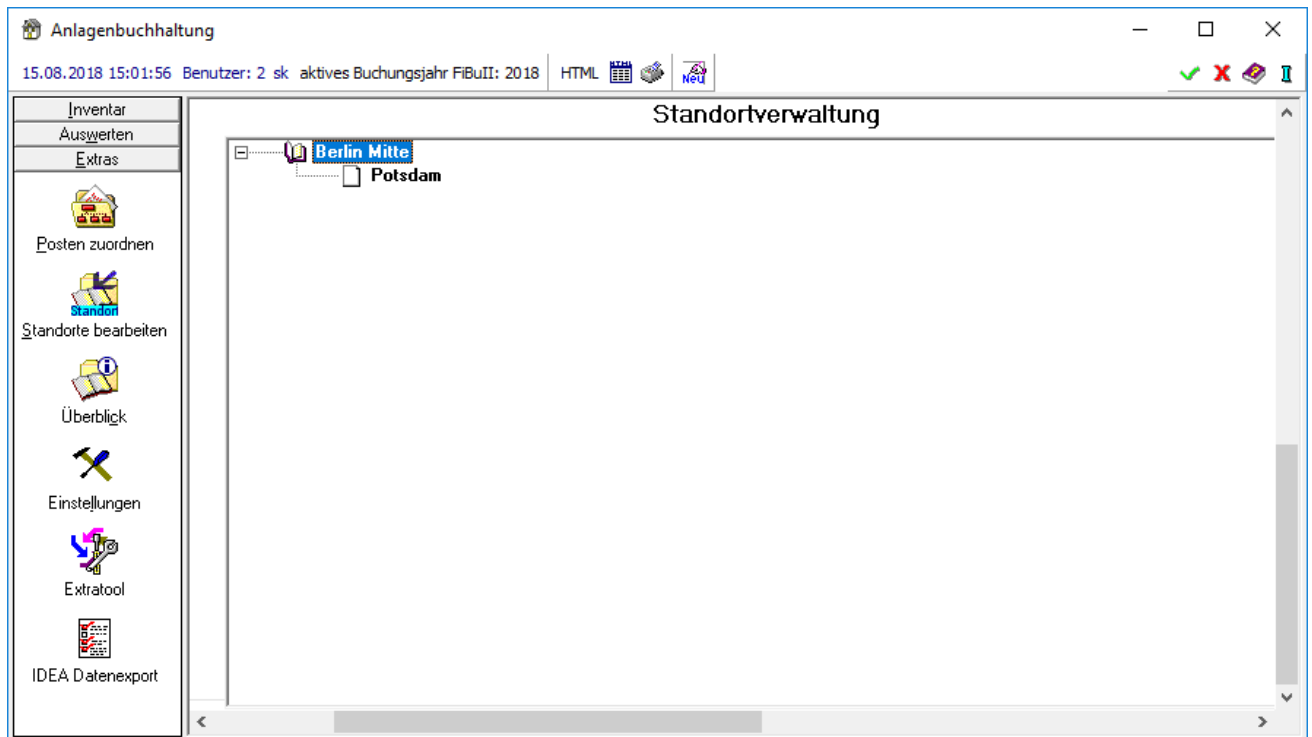 Anlagenbuchhaltung
15.08.2018 15:01:56 Benutzer: 2 sk aktives Buchungsjahr FiBuII: 2018 HTML HTML Neu
Inventar
Auswerten
Extras
Standortverwaltung
Berlin Mitte
Potsdam
Posten zuordnen
Standort
Standorte bearbeiten
Überblick
Einstellungen
Extratool
IDEA Datenexport